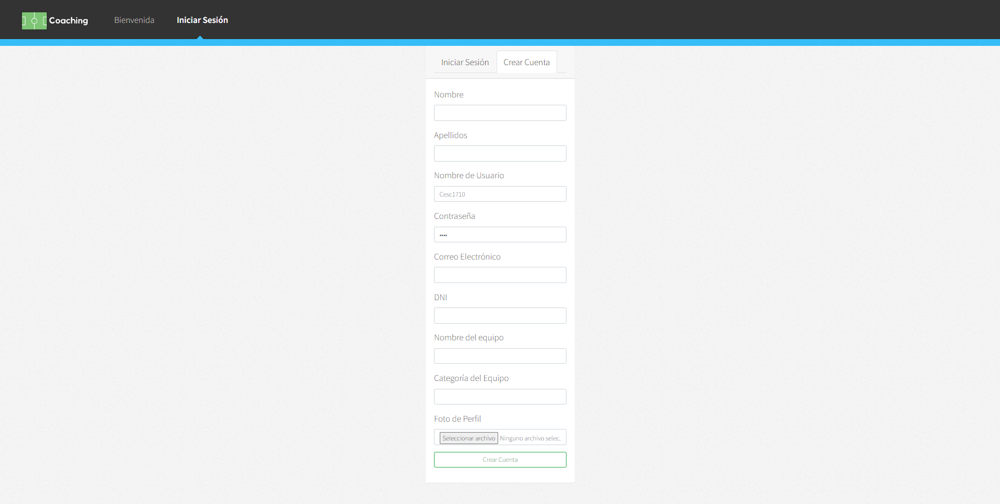 Coaching
Bienvenida
Iniciar Sesión
Iniciar Sesión
Crear Cuenta
Nombre
Apellidos
Nombre de Usuario
Cesc1710
Contraseña
••••
Correo Electrónico
DNI
Nombre del equipo
Categoría del Equipo
Foto de Perfil
Seleccionar archivo Ninguno archivo selec.
Crear Cuenta